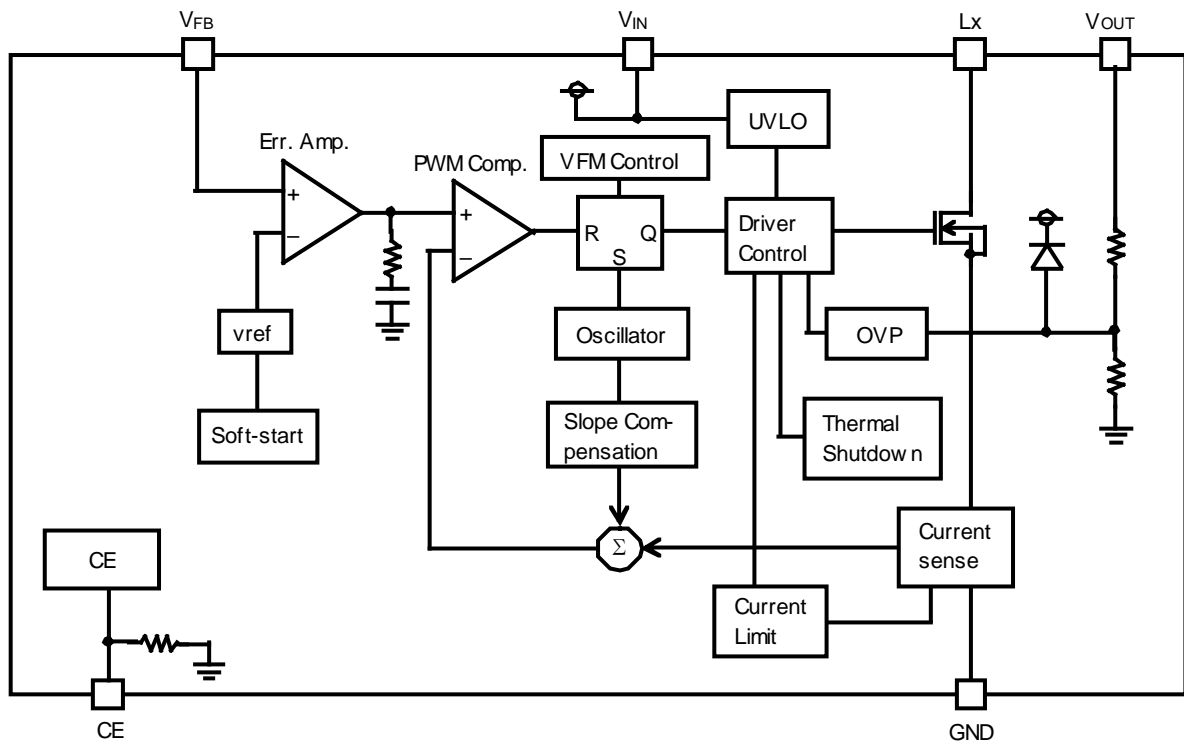 VFB
VIN
Lx
VOUT
UVLO
Err. Amp.
PWM Comp.
VFM Control
+
−
+
−
R
Q
S
Driver
Control
vref
Oscillator
OVP
Soft-start
Slope Com-
pensation
Thermal
Shutdown
CE
Σ
Current
sense
Current
Limit
CE
GND